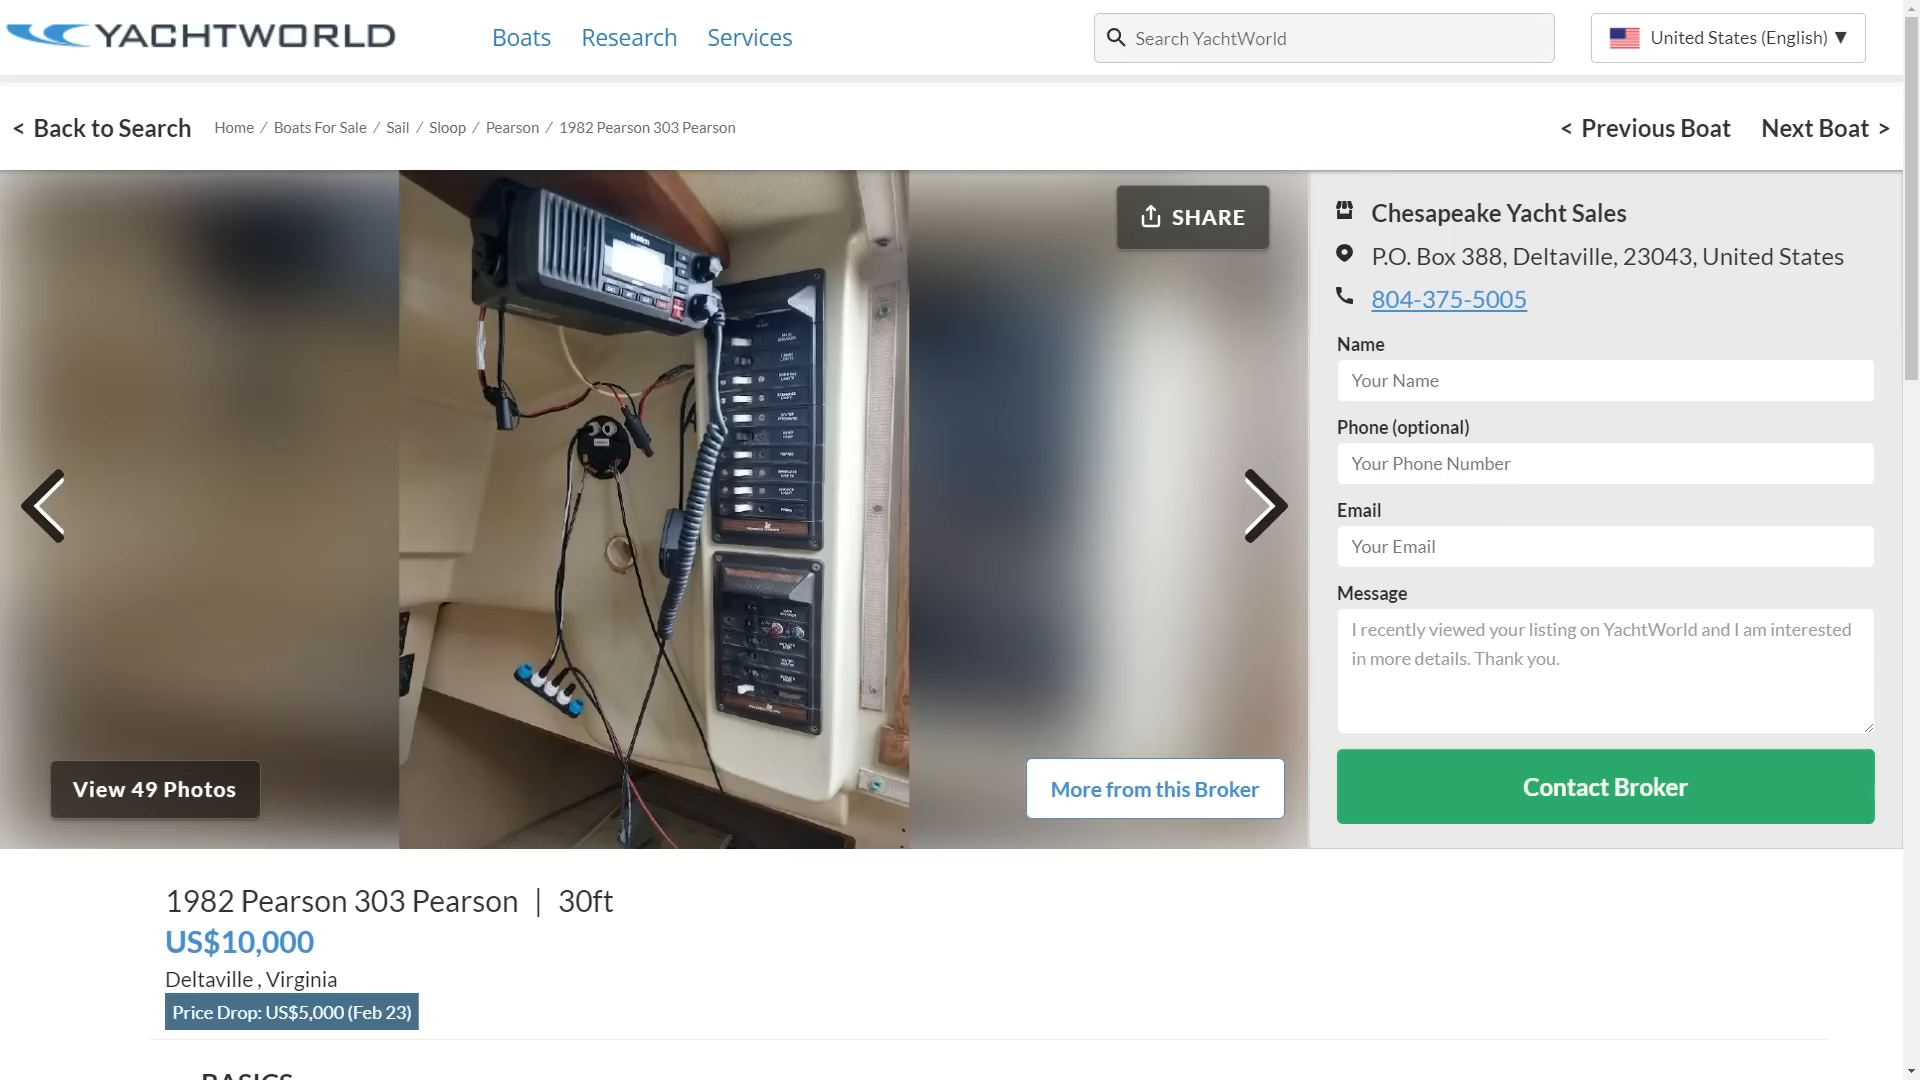 YACHTWORLD
Boats Research Services
Search YachtWorld
United States (English) ▼
< Back to Search
Home / Boats For Sale / Sail / Sloop / Pearson / 1982 Pearson 303 Pearson
< Previous Boat Next Boat >
SHARE
View 49 Photos
More from this Broker
Chesapeake Yacht Sales
P.O. Box 388, Deltaville, 23043, United States
804-375-5005
Name
Your Name
Phone (optional)
Your Phone Number
Email
Your Email
Message
I recently viewed your listing on YachtWorld and I am interested
in more details. Thank you.
Contact Broker
1982 Pearson 303 Pearson | 30ft
US$10,000
Deltaville , Virginia
Price Drop: US$5,000 (Feb 23)
BASICS